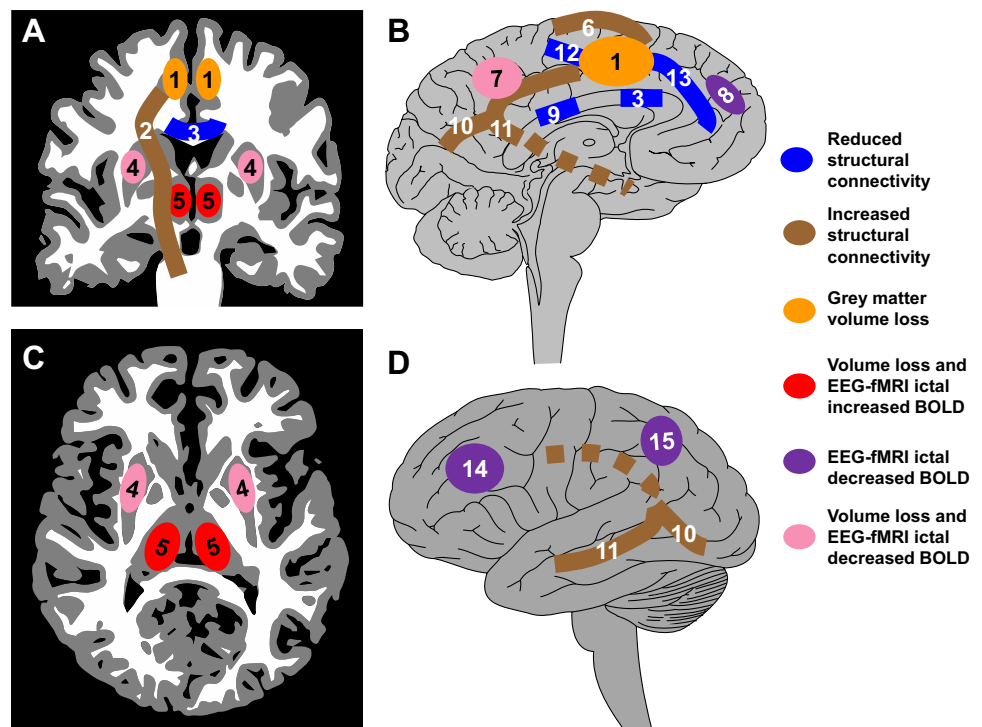 A
1 1
2
3
4 4
5 5
B
6
12
1
7
13
8
3
9
10
11
C
4 4
5 5
D
14
15
11
10
Reduced
structural
connectivity
Increased
structural
connectivity
Grey matter
volume loss
Volume loss and
EEG-fMRI ictal
increased BOLD
EEG-fMRI ictal
decreased BOLD
Volume loss and
EEG-fMRI ictal
decreased BOLD